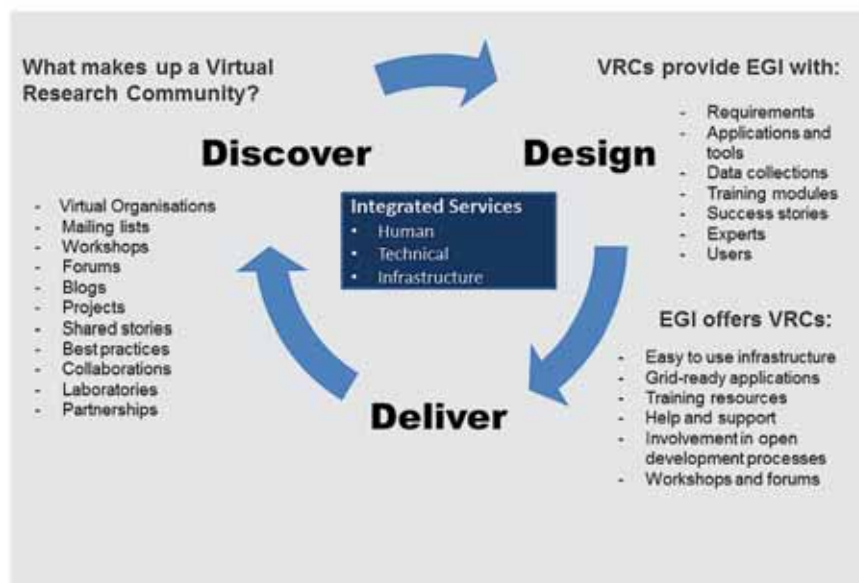 What makes up a Virtual
Research Community?
Discover
- Virtual Organisations
- Mailing lists
- Workshops
- Forums
- Blogs
- Projects
- Shared stories
- Best practices
- Collaborations
- Laboratories
- Partnerships
Integrated Services
• Human
• Technical
• Infrastructure
Design
VRCs provide EGI with:
- Requirements
- Applications and
tools
- Data collections
- Training modules
- Success stories
- Experts
- Users
EGI offers VRCs:
- Easy to use infrastructure
- Grid-ready applications
- Training resources
- Help and support
- Involvement in open
development processes
- Workshops and forums
Deliver